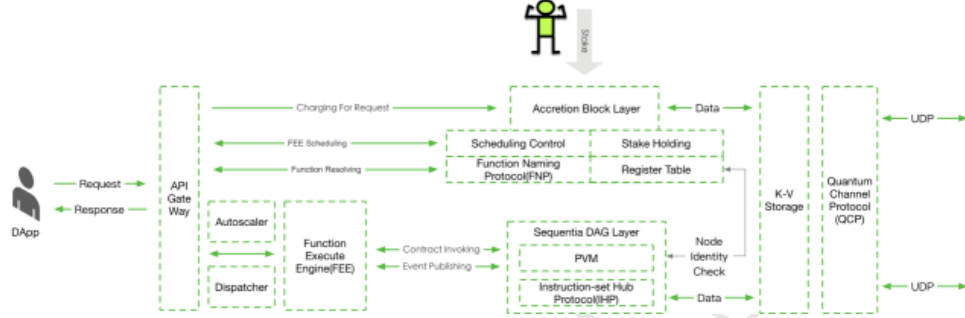 Stake
Charging For Request
Accretion Block Layer
Data
UDP
FEE Scheduling
Scheduling Control
Stake Holding
Function Resolving
Function Naming
Protocol(FNP)
Register Table
Request
Response
DApp
API
Gate
Way
K-V
Storage
Quantum
Channel
Protocol
(QCP)
Autoscaler
Dispatcher
Function
Execute
Engine(FEE)
Contract Invoking
Event Publishing
Sequentia DAG Layer
PVM
Instruction-set Hub
Protocol(IHP)
Node
Identity
Check
Data
UDP